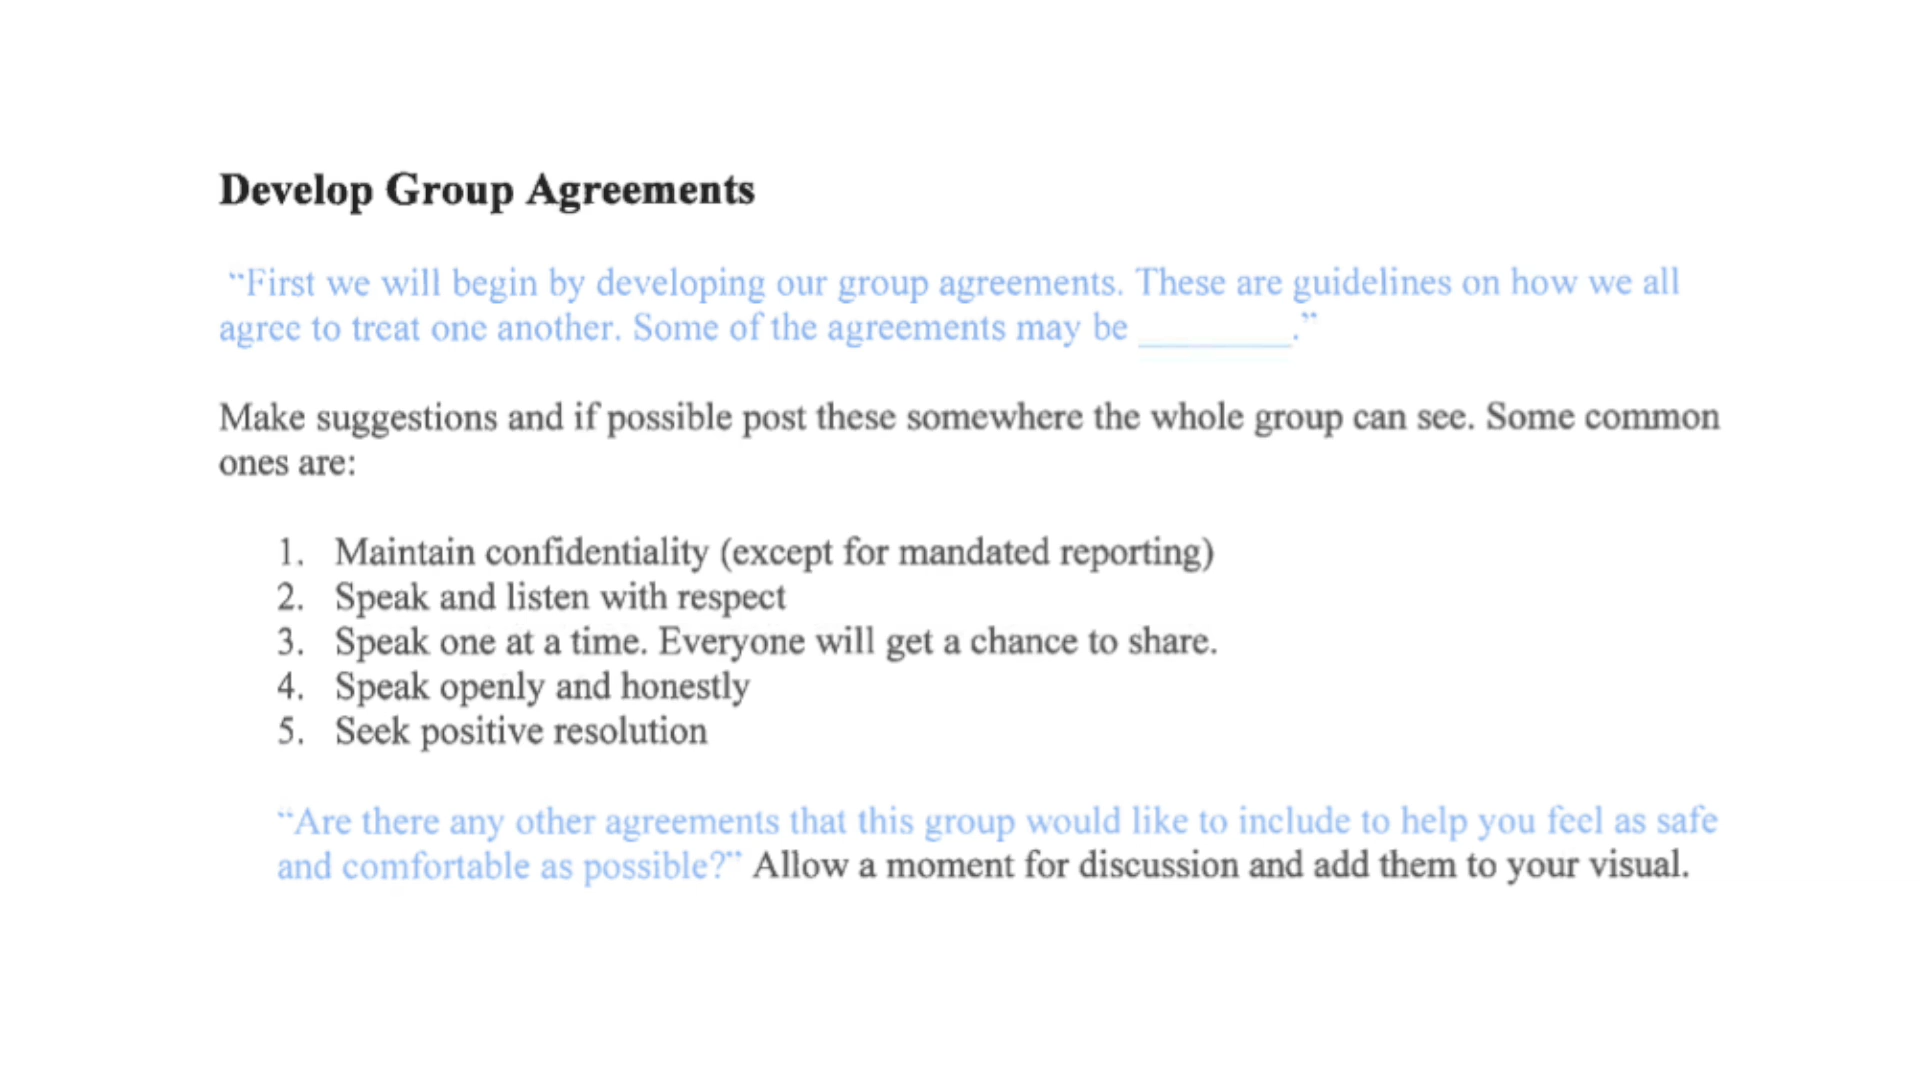 Develop Group Agreements
“First we will begin by developing our group agreements. These are guidelines on how we all
agree to treat one another. Some of the agreements may be ________.”
Make suggestions and if possible post these somewhere the whole group can see. Some common
ones are:
1. Maintain confidentiality (except for mandated reporting)
2. Speak and listen with respect
3. Speak one at a time. Everyone will get a chance to share.
4. Speak openly and honestly
5. Seek positive resolution
“Are there any other agreements that this group would like to include to help you feel as safe
and comfortable as possible?” Allow a moment for discussion and add them to your visual.